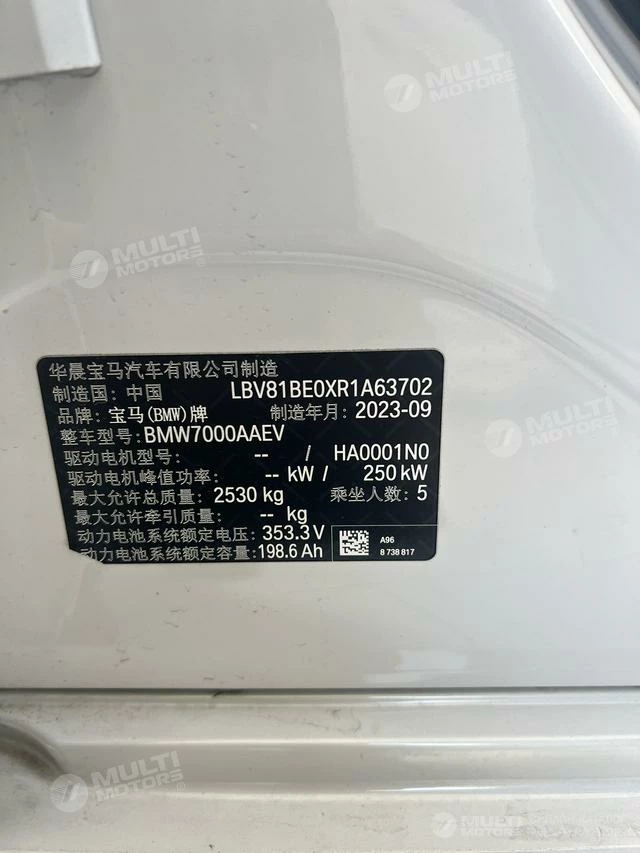 MULTI
MOTORS
MULTI
MOTORS
华晨宝马汽车有限公司制造
制造国: 中国 LBV81BE0XR1A63702
品牌: 宝马(BMW)牌 制造年月: 2023-09
整车型号: BMW7000AAEV
驱动电机型号: -- / HA0001N0
驱动电机峰值功率: -- kW / 250 kW
最大允许总质量: 2530 kg 乘坐人数: 5
最大允许牵引质量: -- kg
动力电池系统额定电压: 353.3 V
动力电池系统额定容量: 198.6 Ah
A96
8 738 817
MULTI
MOTORS
MULTI
MOTORS
MULTI
MOTORS